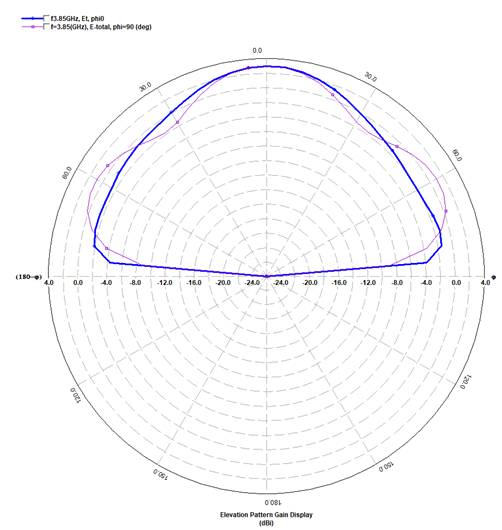 f3.85GHz, Et, phi0
f=3.85(GHz), E-total, phi=90 (deg)
0.0
30.0 30.0
60.0 60.0
(180-φ) φ
4.0 0.0 -4.0 -8.0 -12.0 -16.0 -20.0 -24.0 -20.0 -16.0 -12.0 -8.0 -4.0 0.0 4.0
120.0 120.0
150.0 150.0
180.0
Elevation Pattern Gain Display
(dBi)